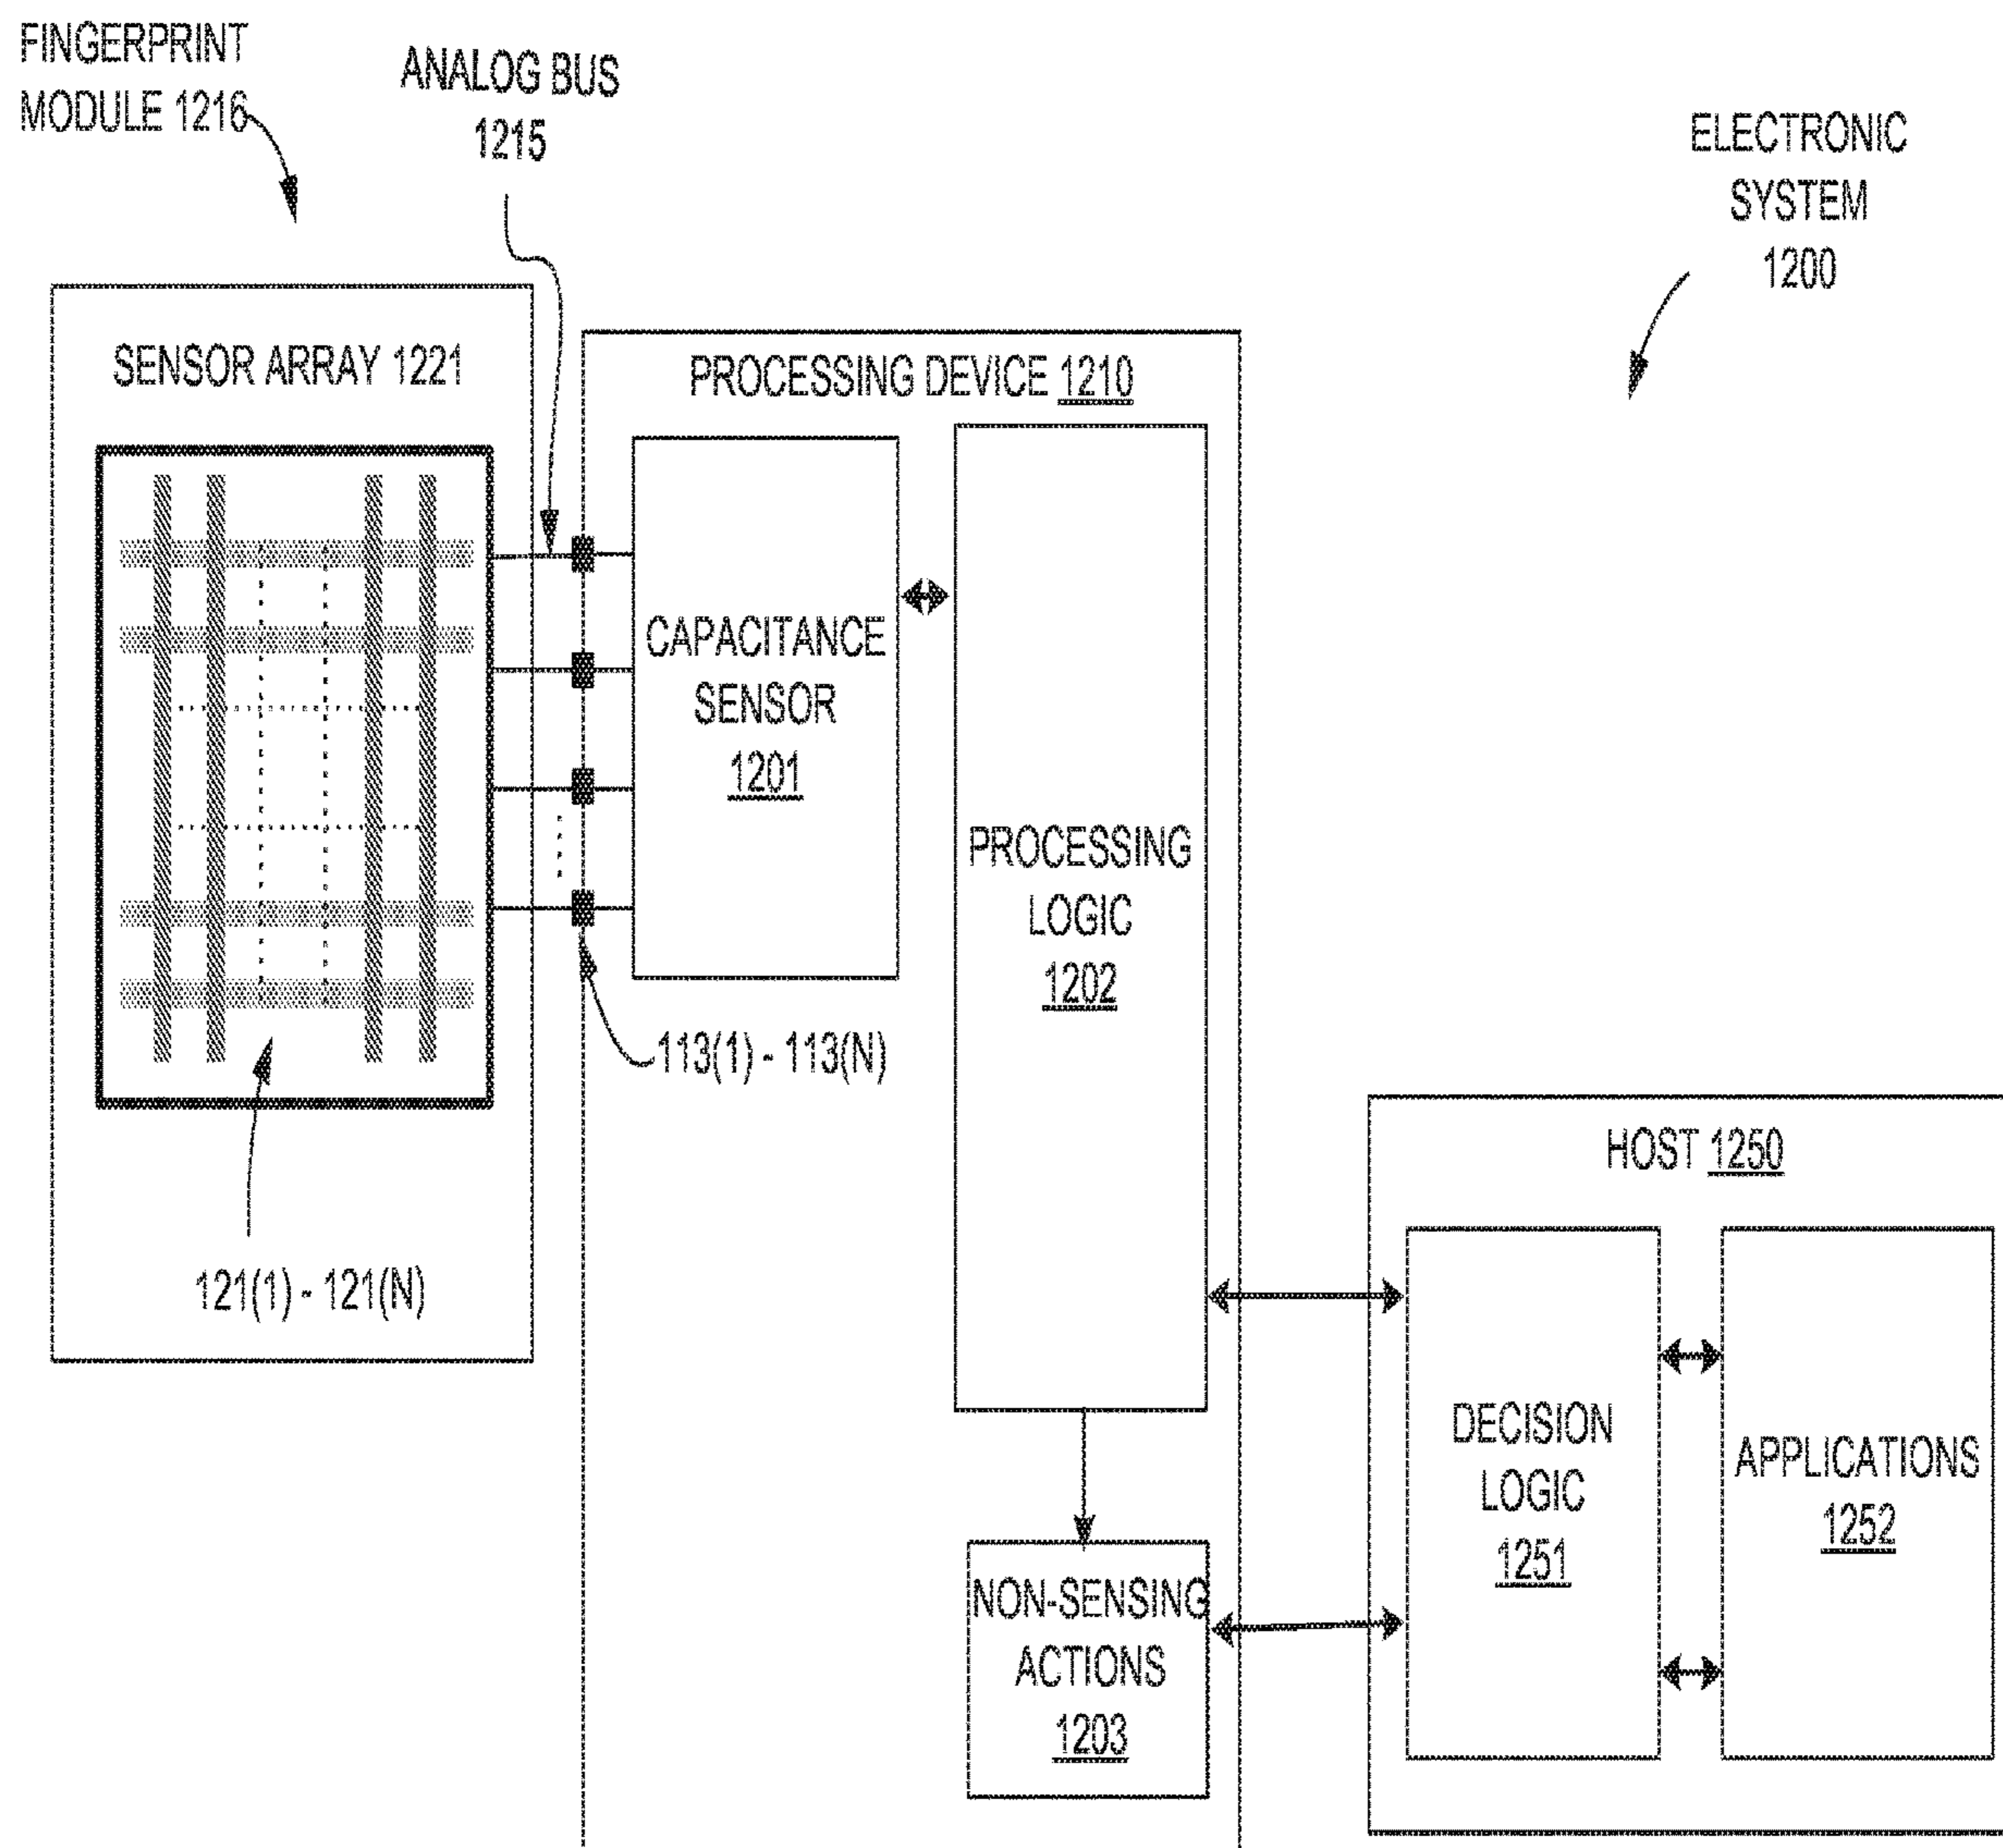 FINGERPRINT
MODULE 1216
ANALOG BUS
1215
ELECTRONIC
SYSTEM
1200
SENSOR ARRAY 1221
PROCESSING DEVICE 1210
CAPACITANCE
SENSOR
1201
PROCESSING
LOGIC
1202
113(1) - 113(N)
121(1) - 121(N)
HOST 1250
DECISION
LOGIC
1251
APPLICATIONS
1252
NON-SENSING
ACTIONS
1203